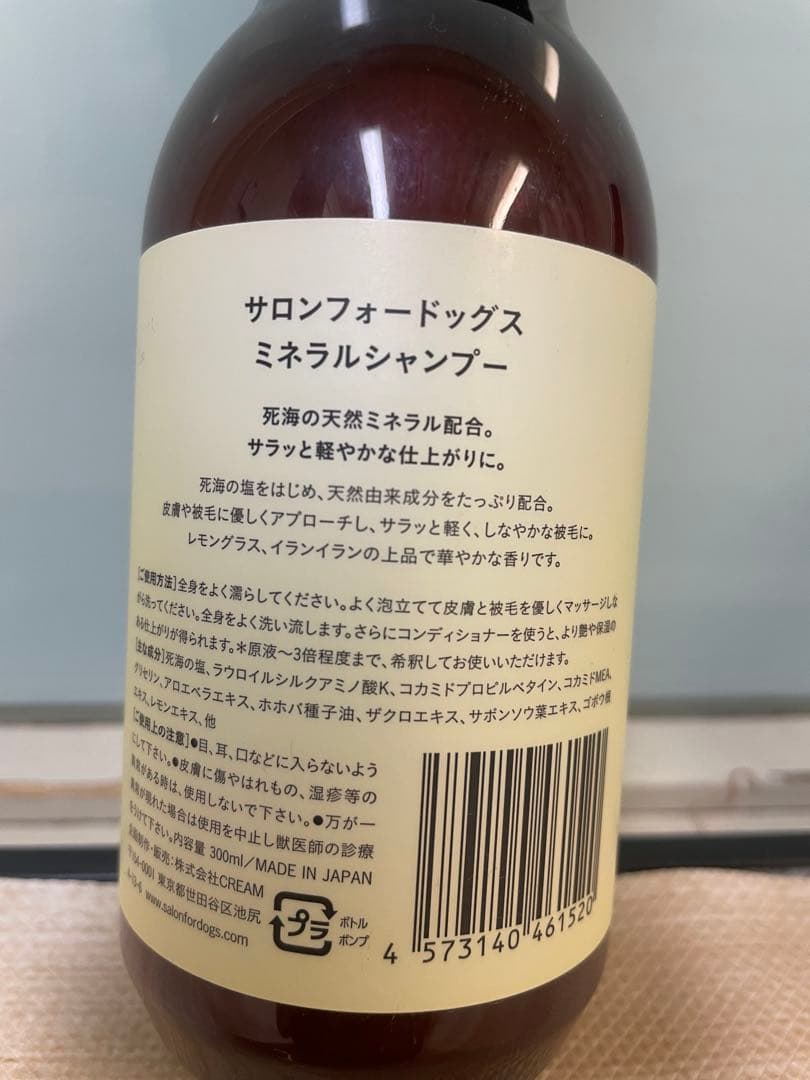 サロンフォードッグス
ミネラルシャンプー
死海の天然ミネラル配合。
サラッと軽やかな仕上がりに。
死海の塩をはじめ、天然由来成分をたっぷり配合。
皮膚や被毛に優しくアプローチし、サラッと軽く、しなやかな被毛に。
レモングラス、イランイランの上品で華やかな香りです。
[ご使用方法]全身をよく濡らしてください。よく泡立てて皮膚と被毛を優しくマッサージしな
がら洗ってください。全身をよく洗い流します。さらにコンディショナーを使うと、より艶や保湿の
ある仕上がりが得られます。＊原液〜3倍程度まで、希釈してお使いいただけます。
[主な成分]死海の塩、ラウロイルシルクアミノ酸K、コカミドプロピルベタイン、コカミドMEA、
グリセリン、アロエベラエキス、ホホバ種子油、ザクロエキス、サボンソウ葉エキス、ゴボウ根
エキス、レモンエキス、他
[ご使用上の注意]●目、耳、口などに入らないよう
にして下さい。●皮膚に傷やはれもの、湿疹等の
異常がある時は、使用しないで下さい。●万が一
異常が現れた場合は使用を中止し獣医師の診療
をうけて下さい。内容量 300ml／MADE IN JAPAN
企画制作・販売：株式会社CREAM
〒154-0001 東京都世田谷区池尻
4-13-6 www.salonfordogs.com
プラ
ボトル
ポンプ
4 573140 461520